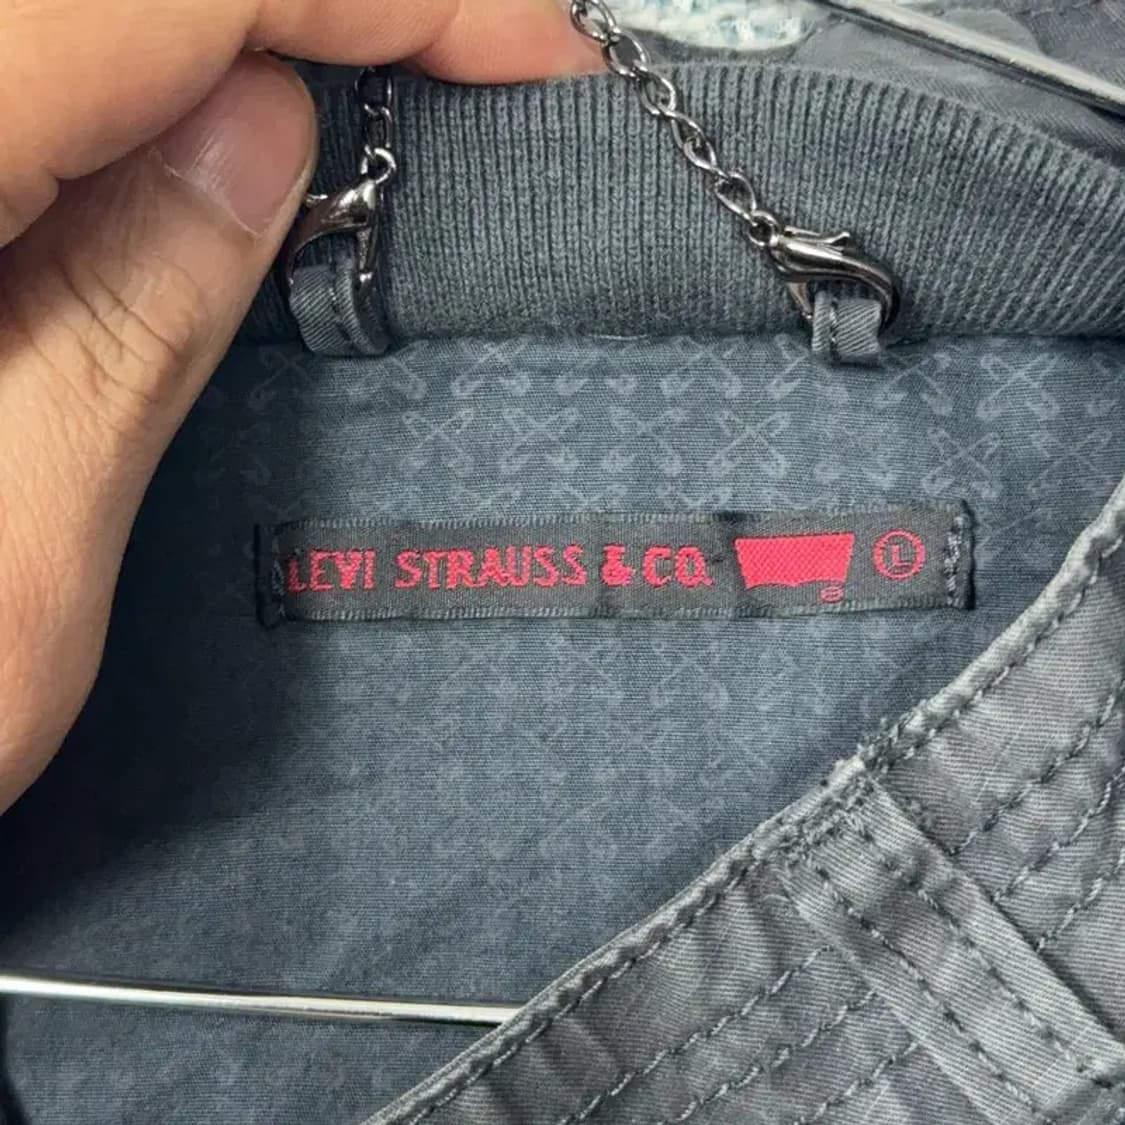 LEVI STRAUSS & CO. ® Ⓛ